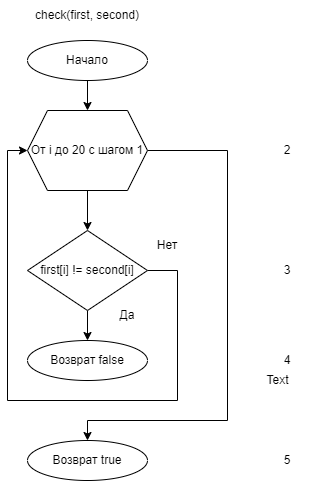 check(first, second)
Начало
От i до 20 с шагом 1
2
Нет
first[i] != second[i]
3
Да
Возврат false
4
Text
Возврат true
5